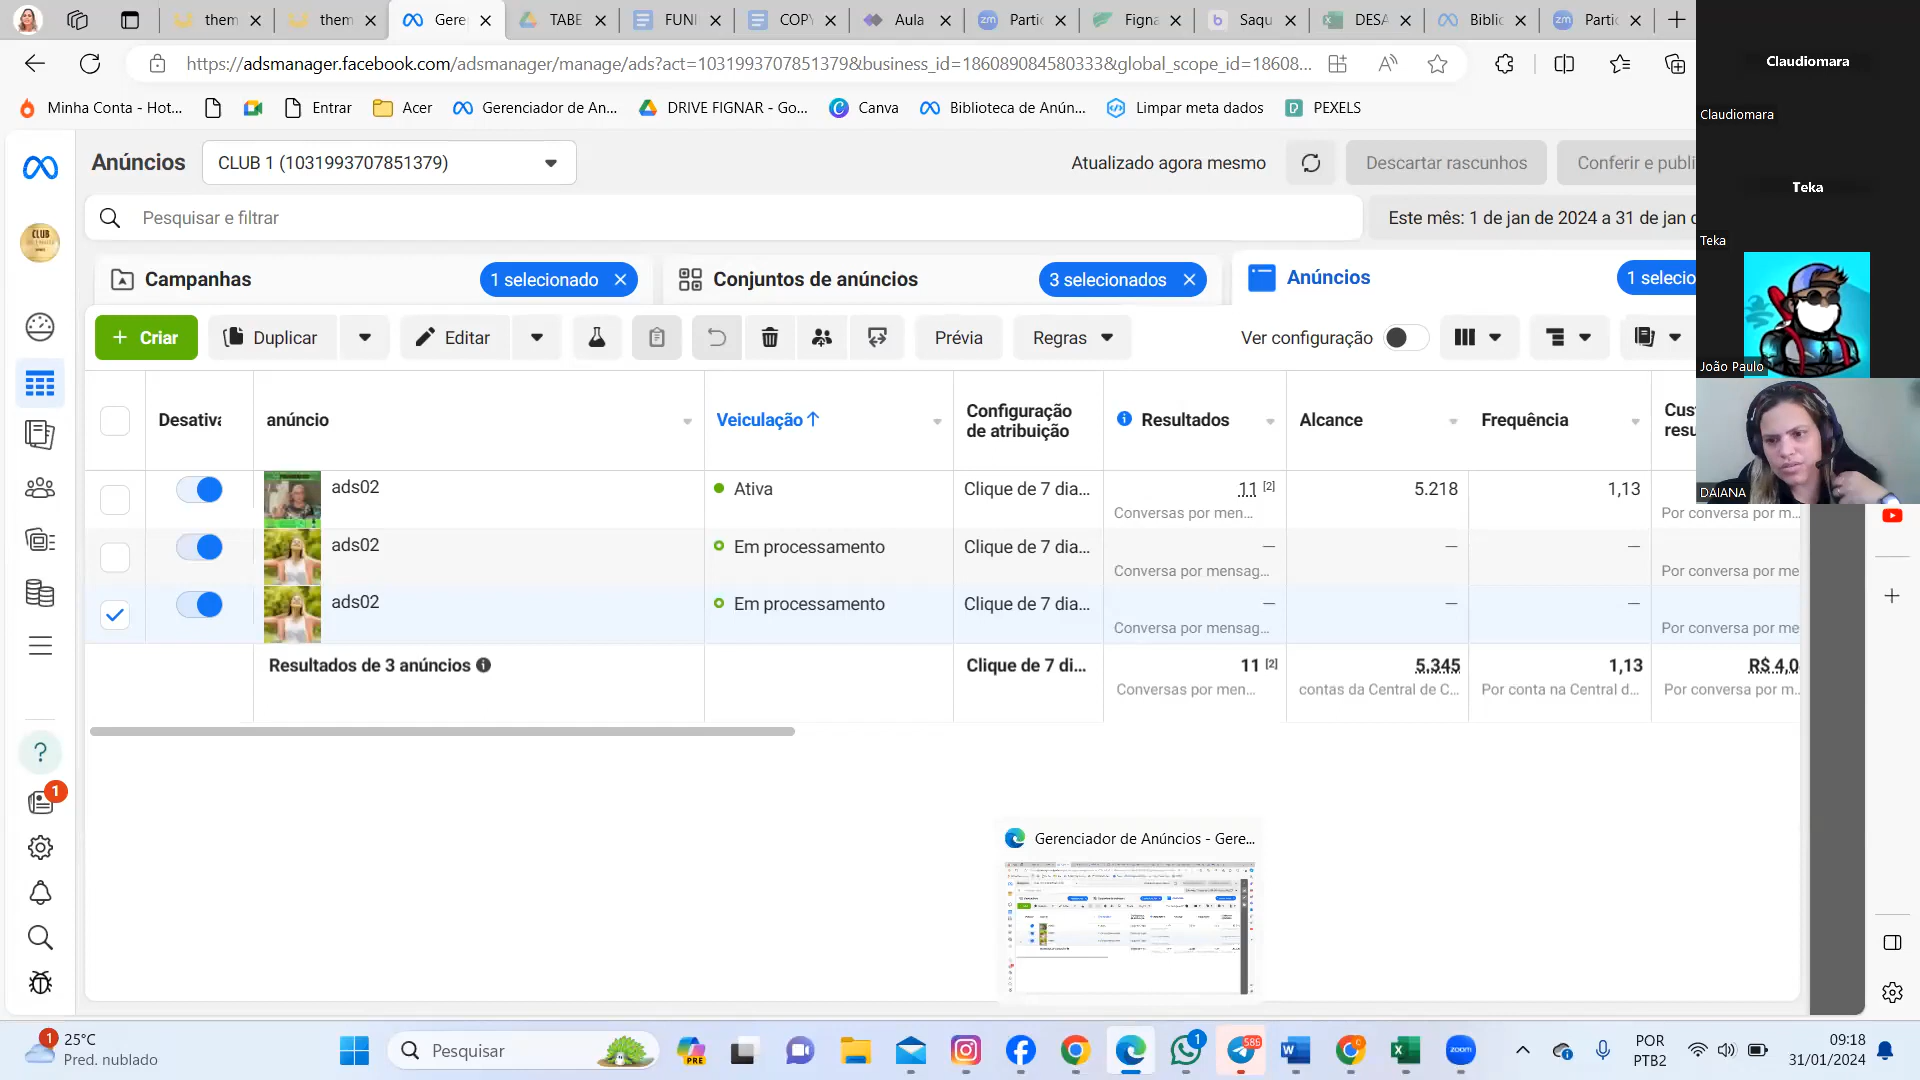 them
them
Gere
TABE
FUNI
COPY
Aula
Partic
Figna
Saqu
DESA
Biblic
Partic
https://adsmanager.facebook.com/adsmanager/manage/ads?act=1031993707851379&business_id=186089084580333&global_scope_id=18608...
Minha Conta - Hot...
Entrar
Acer
Gerenciador de An...
DRIVE FIGNAR - Go...
Canva
Biblioteca de Anún...
Limpar meta dados
PEXELS
Claudiomara
Claudiomara
Teka
Teka
João Paulo
DAIANA
Anúncios
CLUB 1 (1031993707851379)
Atualizado agora mesmo
Descartar rascunhos
Conferir e publi
CLUB
Pesquisar e filtrar
Este mês: 1 de jan de 2024 a 31 de jan d
Campanhas
1 selecionado
Conjuntos de anúncios
3 selecionados
Anúncios
1 selecio
Criar
Duplicar
Editar
Prévia
Regras
Ver configuração
Desativa
anúncio
Veiculação ↑
Configuração de atribuição
Resultados
Alcance
Frequência
Cus
resu
ads02
Ativa
Clique de 7 dia...
11 [2]
Conversas por men...
5.218
1,13
Por conversa por m...
ads02
Em processamento
Clique de 7 dia...
—
Conversa por mensag...
—
—
Por conversa por me
ads02
Em processamento
Clique de 7 dia...
—
Conversa por mensag...
—
—
Por conversa por me
Resultados de 3 anúncios
Clique de 7 di...
11 [2]
Conversas por men...
5.345
contas da Central de C...
1,13
Por conta na Central d...
R$ 4,0
Por conversa por m...
1
Gerenciador de Anúncios - Gere...
1
25°C
Pred. nublado
Pesquisar
PRE
1
586
zoom
POR
PTB2
09:18
31/01/2024